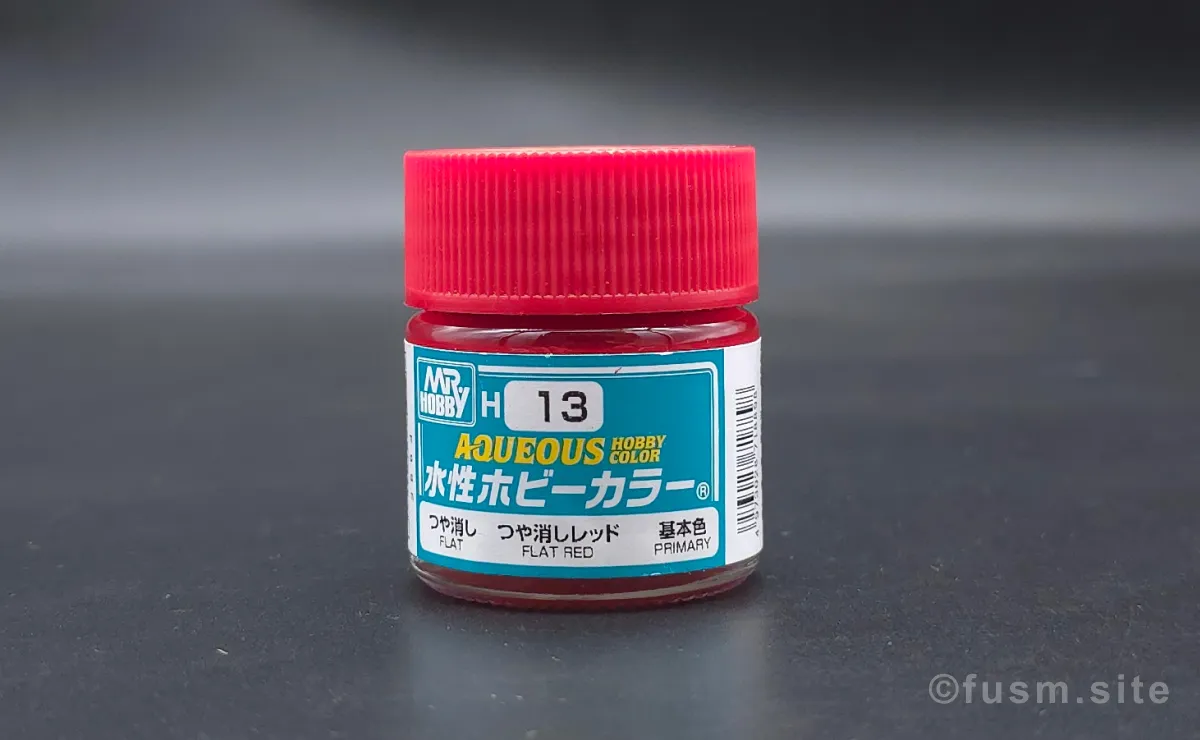 MR. HOBBY
H 13
AQUEOUS HOBBY COLOR
水性ホビーカラー®
つや消し つや消しレッド 基本色
FLAT FLAT RED PRIMARY
©fusm.site